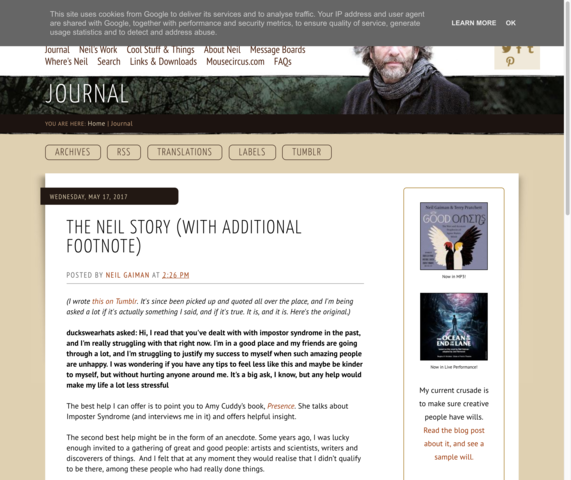 This site uses cookies from Google to deliver its services and to analyse traffic. Your IP address and user agent
are shared with Google, together with performance and security metrics, to ensure quality of service, generate
usage statistics and to detect and address abuse.
LEARN MORE OK
Journal Neil's Work Cool Stuff & Things About Neil Message Boards
Where's Neil Search Links & Downloads Mousecircus.com FAQs
JOURNAL
YOU ARE HERE: Home | Journal
ARCHIVES RSS TRANSLATIONS LABELS TUMBLR
WEDNESDAY, MAY 17, 2017
THE NEIL STORY (WITH ADDITIONAL
FOOTNOTE)
POSTED BY NEIL GAIMAN AT 2:26 PM
(I wrote this on Tumblr. It's since been picked up and quoted all over the place, and I'm being
asked a lot if it's actually something I said, and if it's true. It is, and it is. Here's the original.)
duckswearhats asked: Hi, I read that you've dealt with with impostor syndrome in the past,
and I'm really struggling with that right now. I'm in a good place and my friends are going
through a lot, and I'm struggling to justify my success to myself when such amazing people
are unhappy. I was wondering if you have any tips to feel less like this and maybe be kinder
to myself, but without hurting anyone around me. It's a big ask, I know, but any help would
make my life a lot less stressful
The best help I can offer is to point you to Amy Cuddy's book, Presence. She talks about
Imposter Syndrome (and interviews me in it) and offers helpful insight.
The second best help might be in the form of an anecdote. Some years ago, I was lucky
enough invited to a gathering of great and good people: artists and scientists, writers and
discoverers of things.  And I felt that at any moment they would realise that I didn't qualify
to be there, among these people who had really done things.
Neil Gaiman & Terry Pratchett
GOOD OMENS
Now in MP3!
THE OCEAN AT THE
END OF THE
LANE
Now in Live Performance!
My current crusade is
to make sure creative
people have wills.
Read the blog post
about it, and see a
sample will.